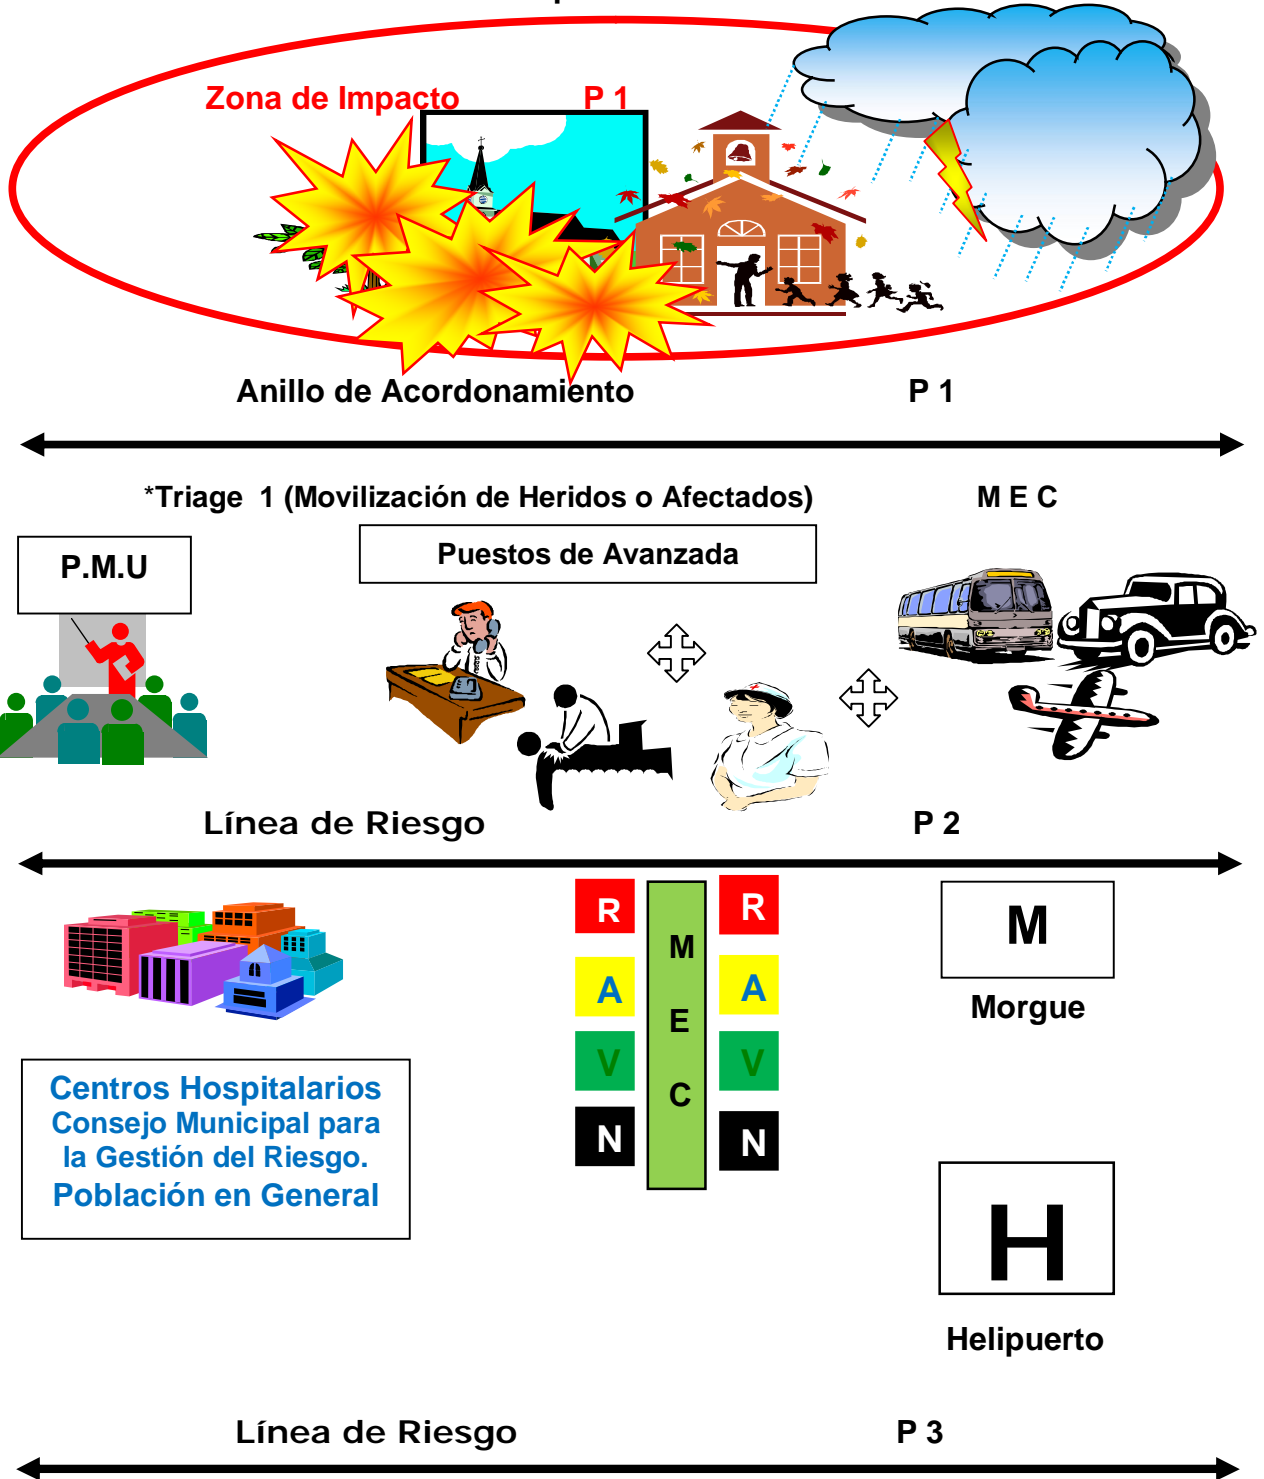 Zona de Impacto P 1
Anillo de Acordonamiento P 1
*Triage 1 (Movilización de Heridos o Afectados) M E C
P.M.U
Puestos de Avanzada
Línea de Riesgo P 2
R R
M
A A
E
V V
C
N N
M
Morgue
Centros Hospitalarios
Consejo Municipal para
la Gestión del Riesgo.
Población en General
H
Helipuerto
Línea de Riesgo P 3